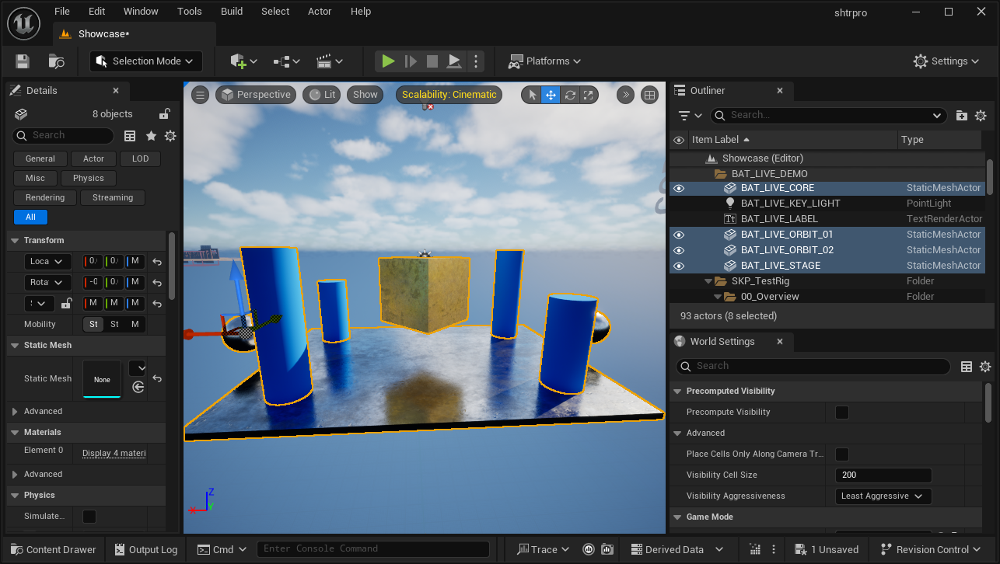 File Edit Window Tools Build Select Actor Help
shtrpro
Showcase*
Selection Mode
Platforms
Settings
Details
8 objects
Search
General Actor LOD
Misc Physics
Rendering Streaming
All
Transform
Loca 0. 0. M
Rota -0 0. M
M M M
Mobility St St M
Static Mesh
Static Mesh None
Advanced
Materials
Element 0 Display 4 materi
Advanced
Physics
Simulate...
Perspective Lit Show Scalability: Cinematic
Z
X Y
Outliner
Search...
Item Label Type
Showcase (Editor)
BAT_LIVE_DEMO
BAT_LIVE_CORE StaticMeshActor
BAT_LIVE_KEY_LIGHT PointLight
BAT_LIVE_LABEL TextRenderActor
BAT_LIVE_ORBIT_01 StaticMeshActor
BAT_LIVE_ORBIT_02 StaticMeshActor
BAT_LIVE_STAGE StaticMeshActor
SKP_TestRig Folder
00_Overview Folder
93 actors (8 selected)
World Settings
Search
Precomputed Visibility
Precompute Visibility
Advanced
Place Cells Only Along Camera Tr...
Visibility Cell Size 200
Visibility Aggressiveness Least Aggressive
Game Mode
Content Drawer Output Log Cmd Enter Console Command Trace Derived Data 1 Unsaved Revision Control